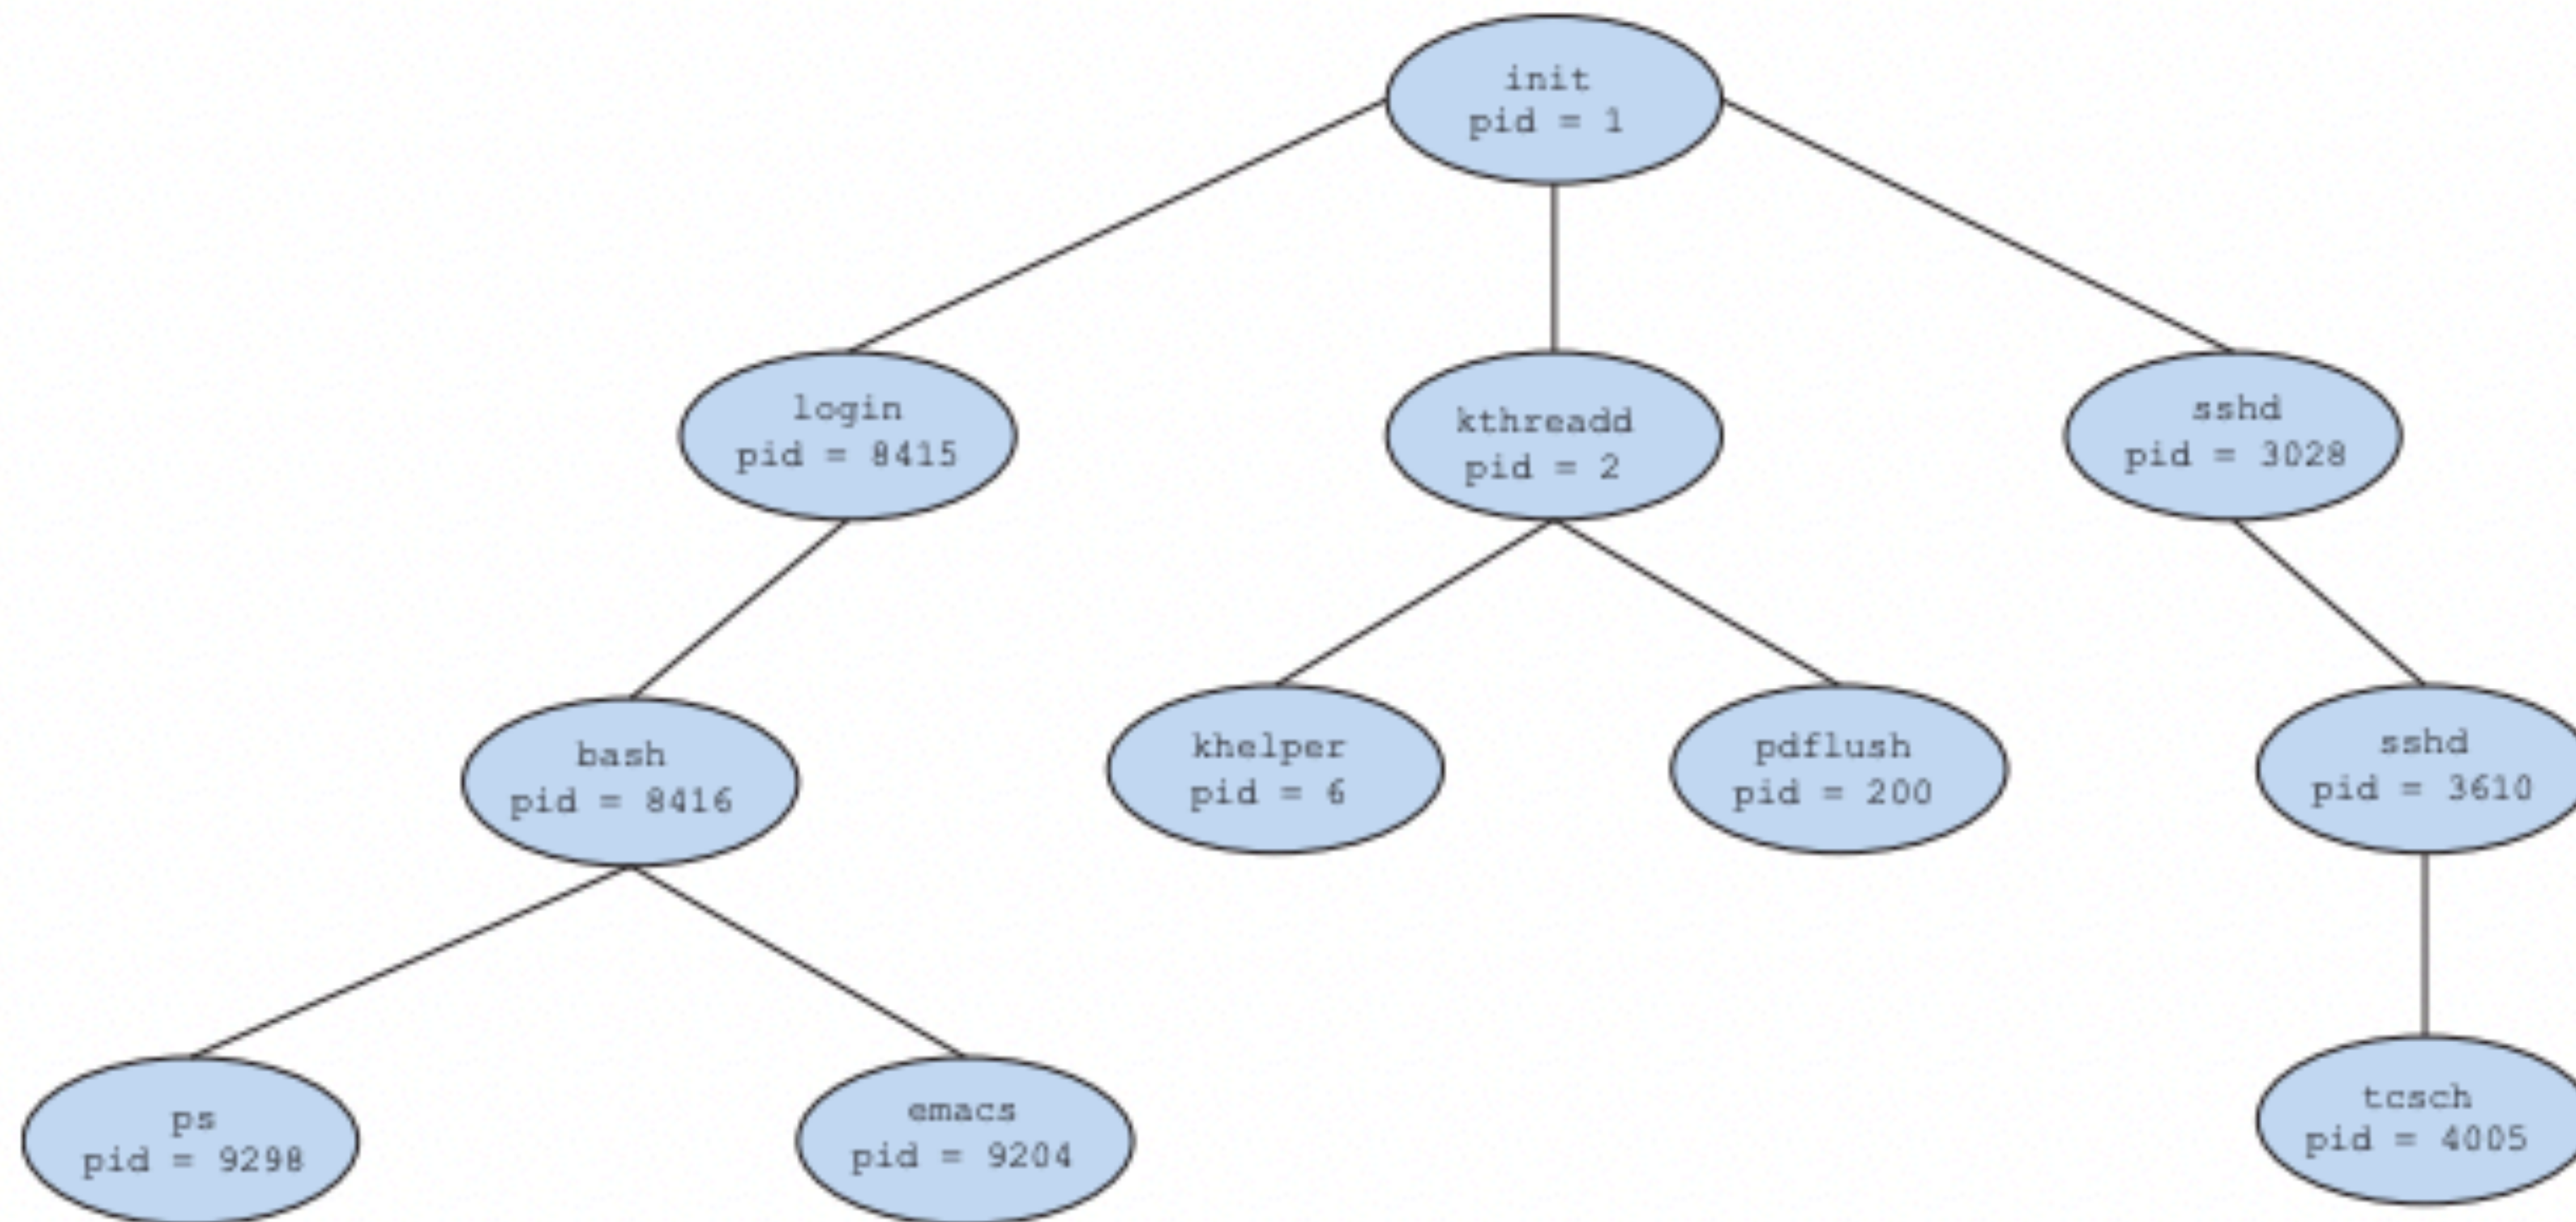 init
pid = 1
login
pid = 8415
kthreadd
pid = 2
sshd
pid = 3028
bash
pid = 8416
khelper
pid = 6
pdflush
pid = 200
sshd
pid = 3610
ps
pid = 9298
emacs
pid = 9204
tcsch
pid = 4005